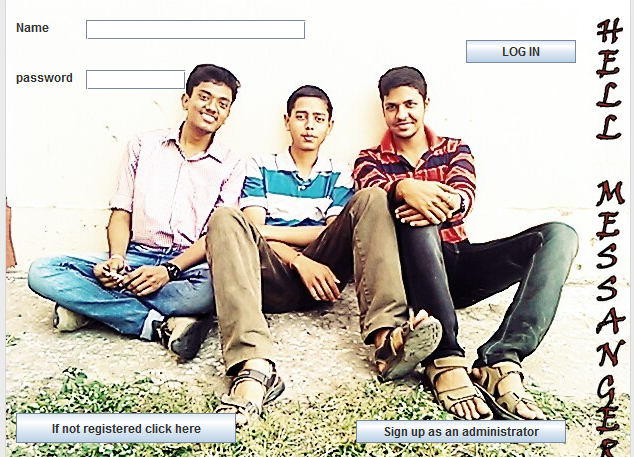 Name
LOG IN
password
HELL MESSANGER
If not registered click here
Sign up as an administrator